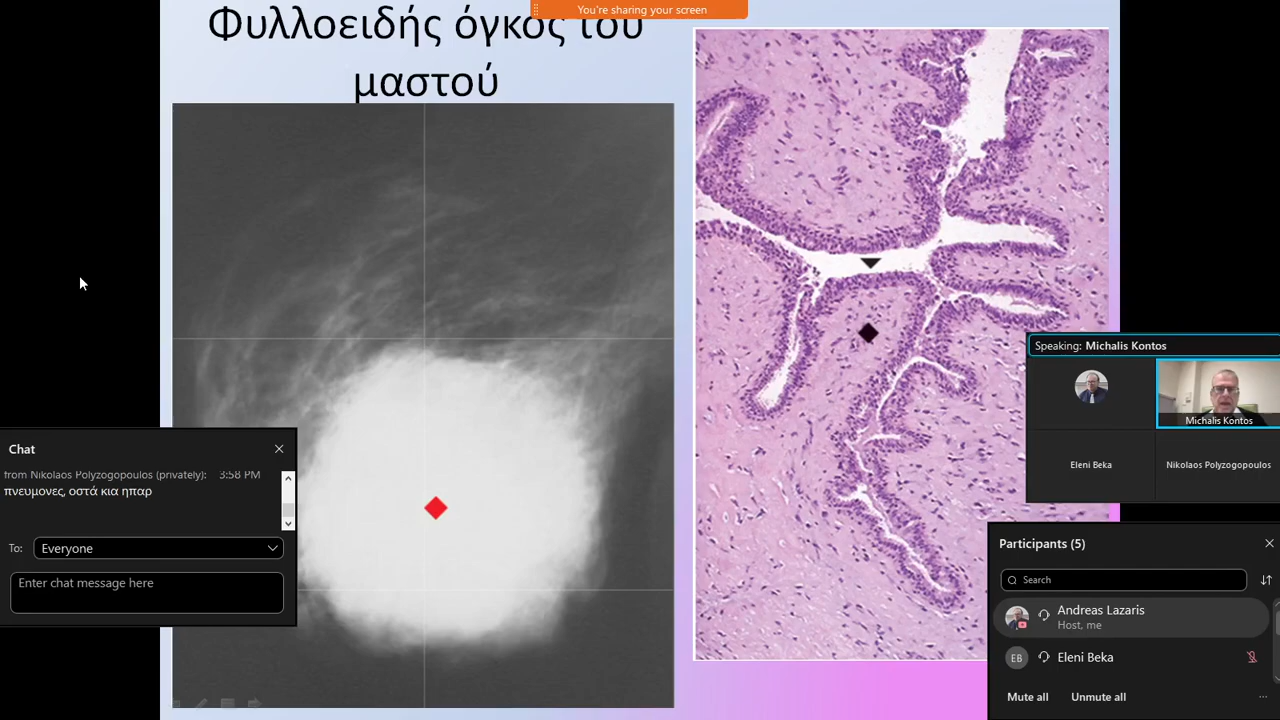 You're sharing your screen
Φυλλοειδής όγκος του
μαστού
Speaking: Michalis Kontos
Michalis Kontos
Eleni Beka
Nikolaos Polyzogopoulos
Chat
from Nikolaos Polyzogopoulos (privately): 3:58 PM
πνευμονες, οστά κια ηπαρ
To: Everyone
Enter chat message here
Participants (5)
Search
Andreas Lazaris
Host, me
EB Eleni Beka
Mute all Unmute all